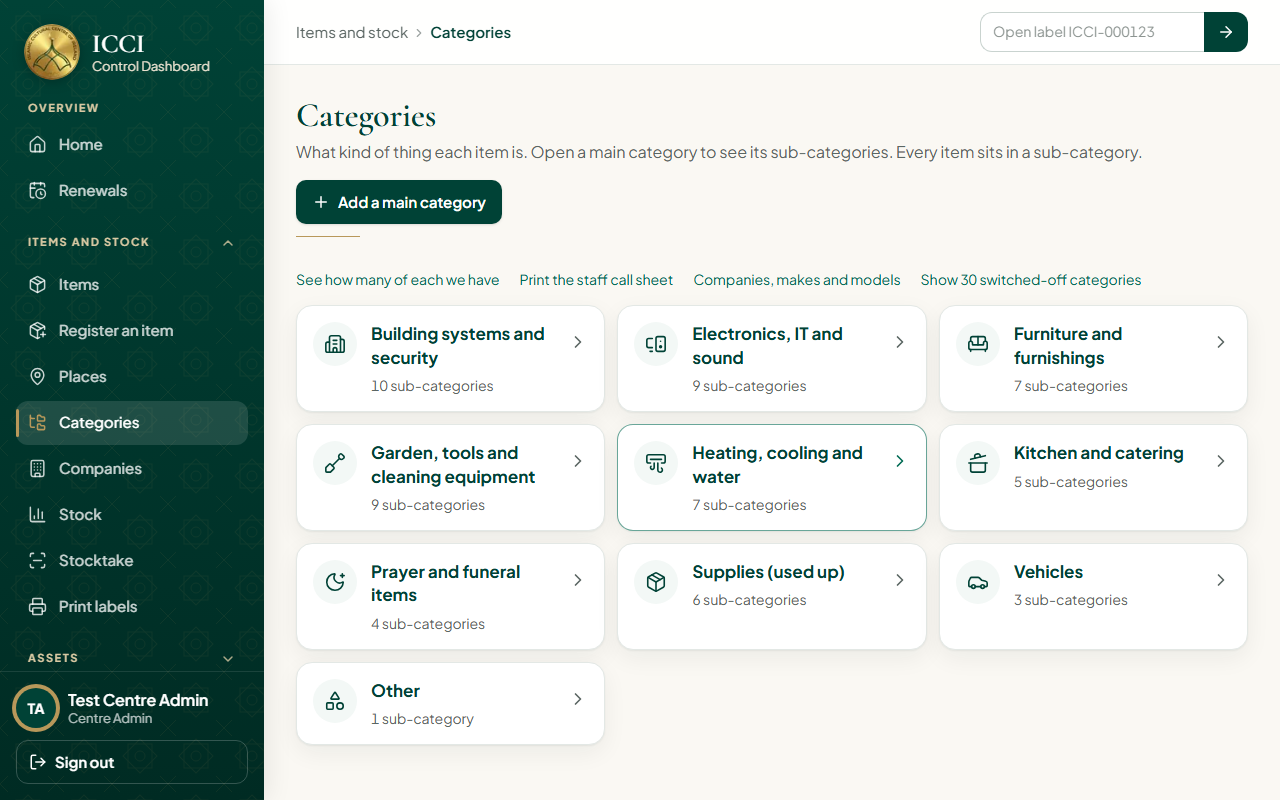 ICCI
Control Dashboard
OVERVIEW
Home
Renewals
ITEMS AND STOCK
Items
Register an item
Places
Categories
Companies
Stock
Stocktake
Print labels
ASSETS
TA
Test Centre Admin
Centre Admin
Sign out
Items and stock > Categories
Open label ICCI-000123
Categories
What kind of thing each item is. Open a main category to see its sub-categories. Every item sits in a sub-category.
+ Add a main category
See how many of each we have
Print the staff call sheet
Companies, makes and models
Show 30 switched-off categories
Building systems and
security
10 sub-categories
Electronics, IT and
sound
9 sub-categories
Furniture and
furnishings
7 sub-categories
Garden, tools and
cleaning equipment
9 sub-categories
Heating, cooling and
water
7 sub-categories
Kitchen and catering
5 sub-categories
Prayer and funeral
items
4 sub-categories
Supplies (used up)
6 sub-categories
Vehicles
3 sub-categories
Other
1 sub-category